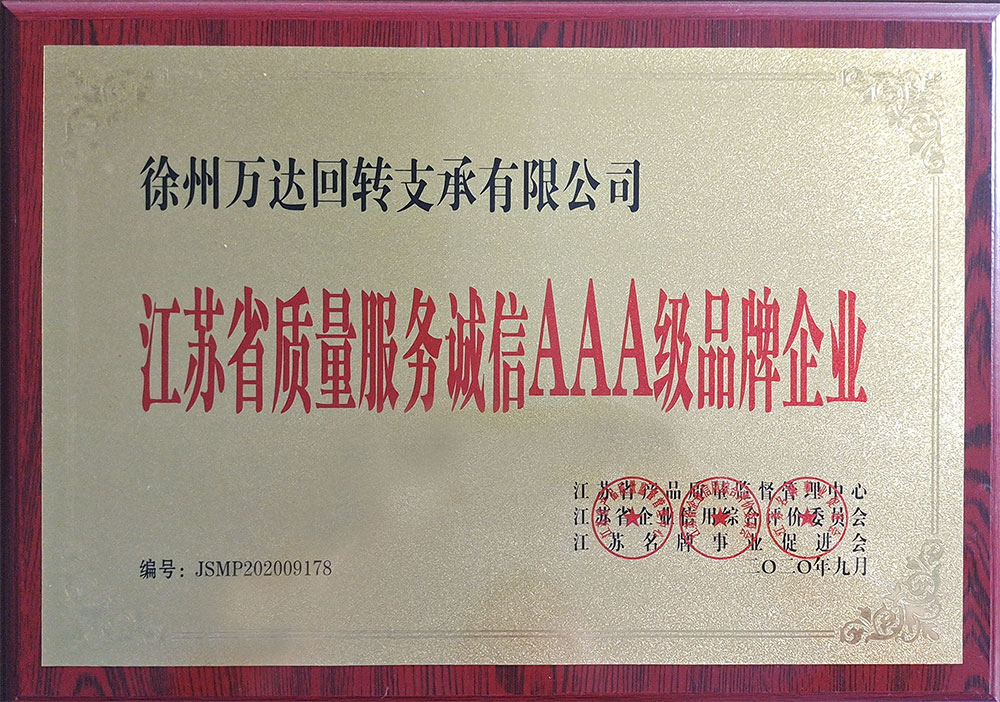 徐州万达回转支承有限公司
江苏省质量服务诚信AAA级品牌企业
江苏省产品质量监督管理中心
江苏省企业信用综合评价委员会
江苏名牌事业促进会
编号：JSMP202009178
二〇二〇年九月